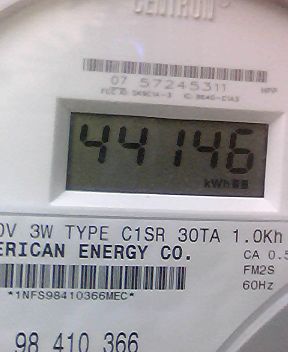 CENTRON
07 57245311
44146
kWh
0V 3W TYPE C1SR 30TA 1.0Kh
ERICAN ENERGY CO.
CA 0.5
FM2S
60Hz
*1NFS98410366MEC*
98 410 366